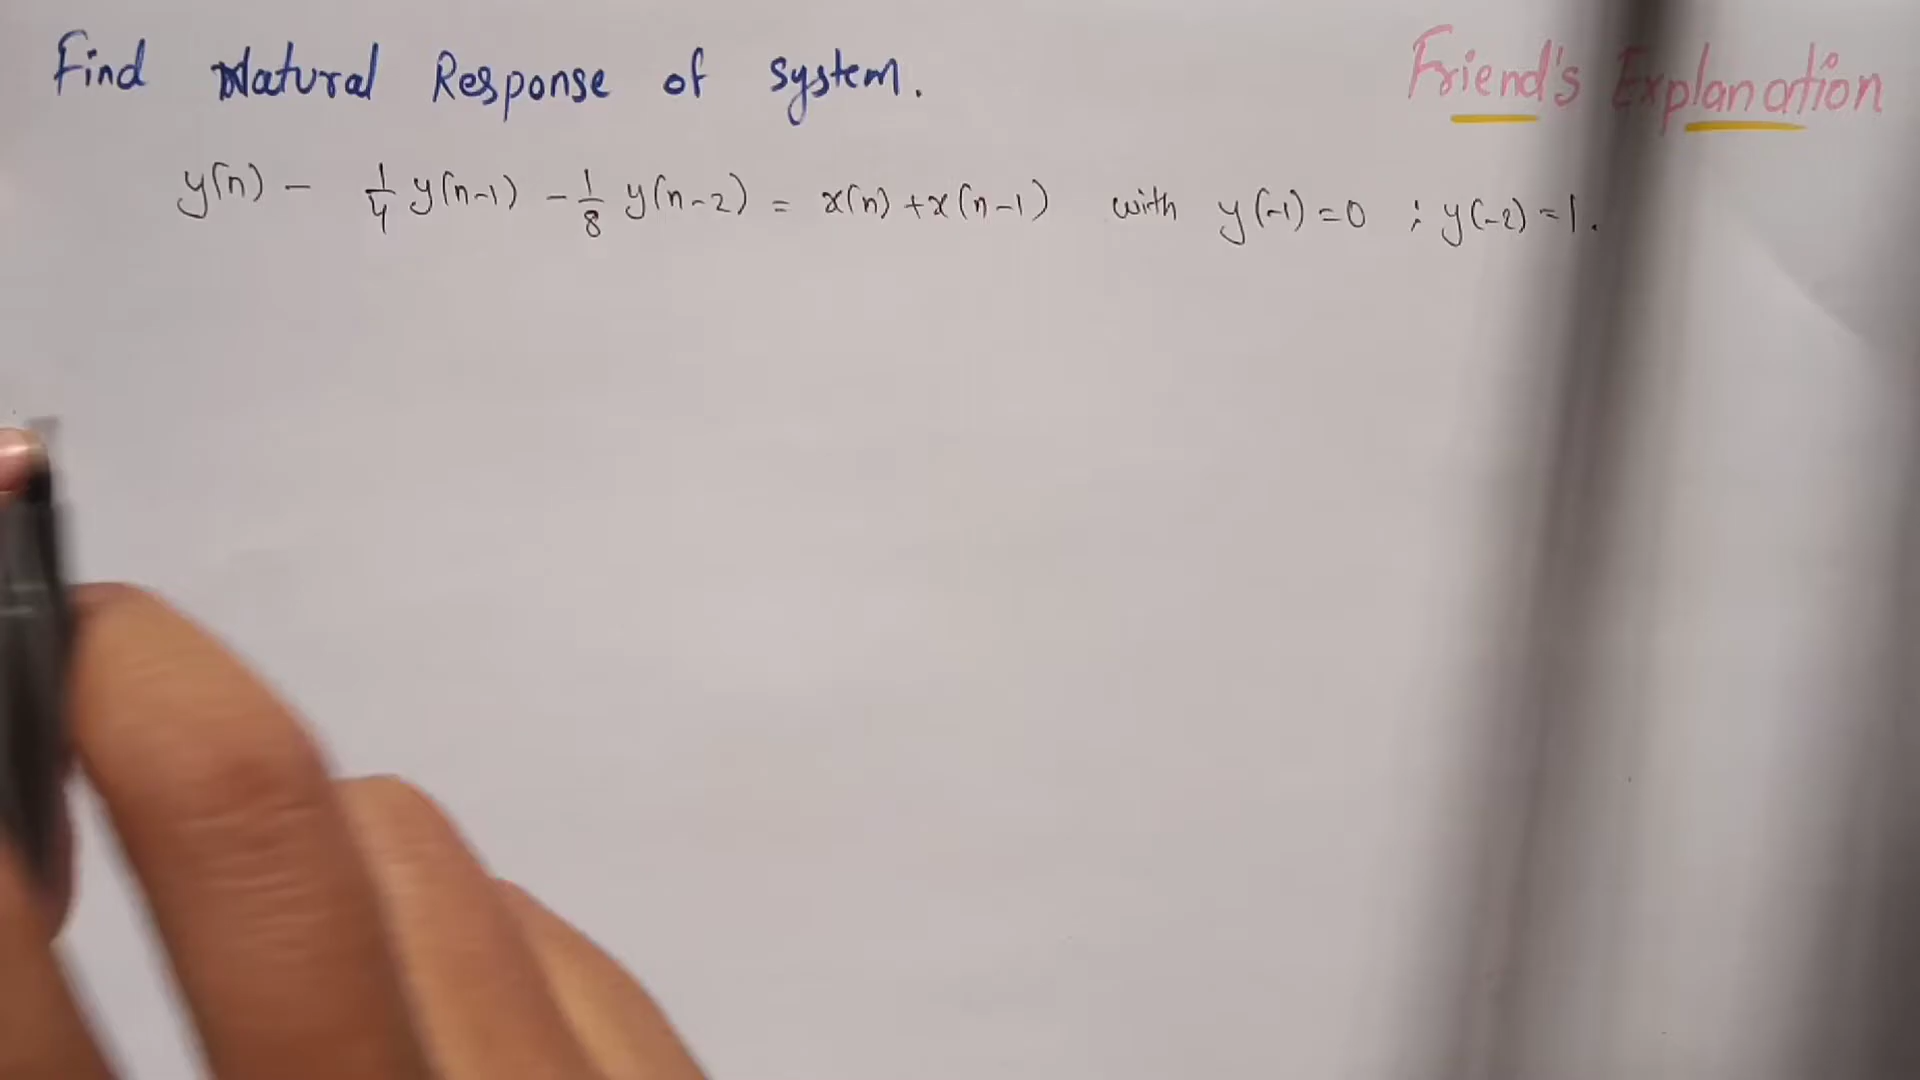 Find Natural Response of system.
Friend's Explanation
y(n) - 1/4 y(n-1) - 1/8 y(n-2) = x(n) + x(n-1) with y(-1) = 0 ; y(-2) = 1.